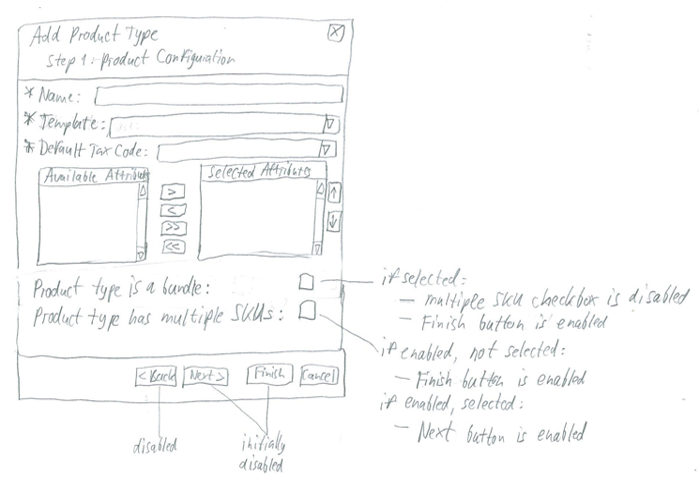 Add Product Type
Step 1: Product Configuration
* Name:
* Template:
* Default Tax Code:
Available Attributes
Selected Attributes
>
<
>>
<<
Product type is a bundle:
Product type has multiple SKUs:
< Back
Next >
Finish
Cancel
disabled
initially
disabled
if selected:
— multiple SKU checkbox is disabled
— Finish button is enabled
if enabled, not selected:
— Finish button is enabled
if enabled, selected:
— Next button is enabled